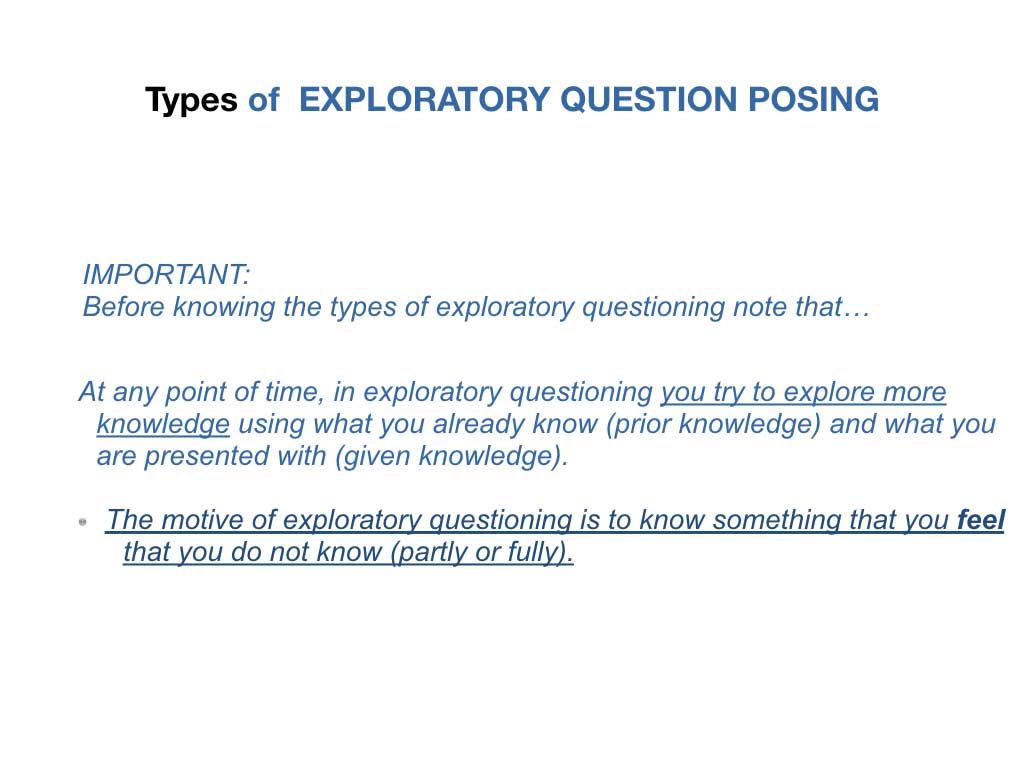 Types of EXPLORATORY QUESTION POSING
IMPORTANT:
Before knowing the types of exploratory questioning note that…
At any point of time, in exploratory questioning you try to explore more
knowledge using what you already know (prior knowledge) and what you
are presented with (given knowledge).
The motive of exploratory questioning is to know something that you feel
that you do not know (partly or fully).